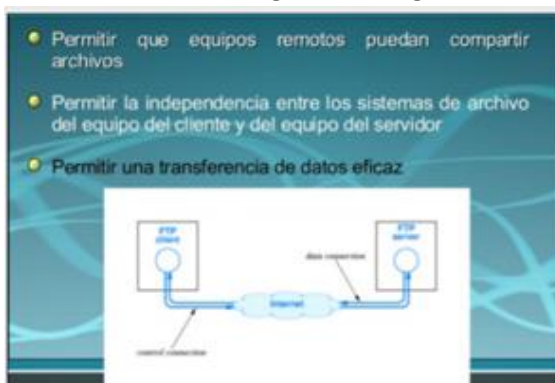 Permitir que equipos remotos puedan compartir
archivos
Permitir la independencia entre los sistemas de archivo
del equipo del cliente y del equipo del servidor
Permitir una transferencia de datos eficaz
FTP
client
FTP
server
data connection
Internet
control connection